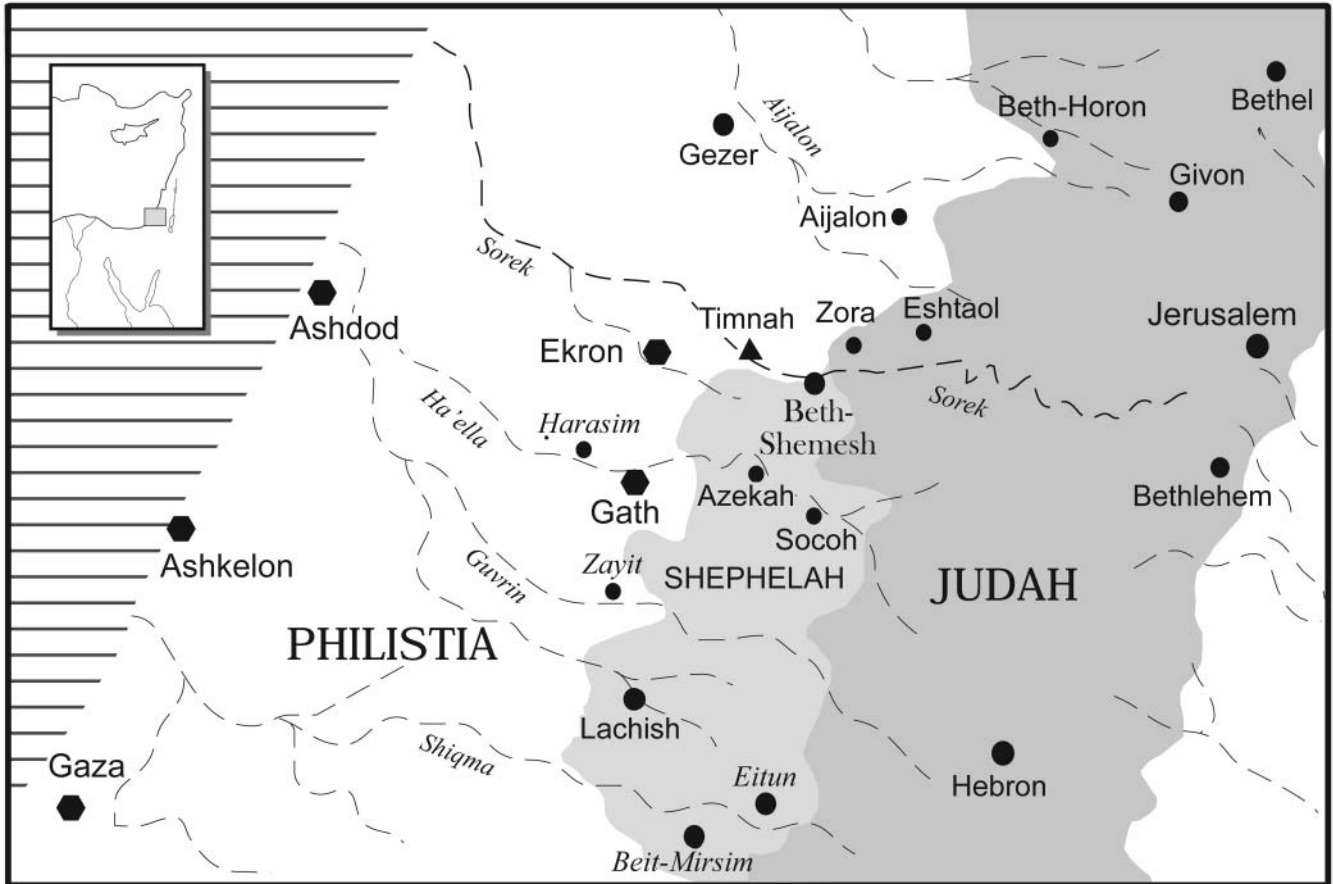 Bethel
Beth-Horon
Aijalon
Gezer
Givon
Aijalon
Sorek
Ashdod
Timnah
Zora
Eshtaol
Jerusalem
Ekron
Sorek
Ha'ella
Harasim
Beth-
Shemesh
Gath
Azekah
Bethlehem
Socoh
Ashkelon
Guvrin
Zayit
SHEPHELAH
JUDAH
PHILISTIA
Lachish
Shiqma
Gaza
Eitun
Hebron
Beit-Mirsim